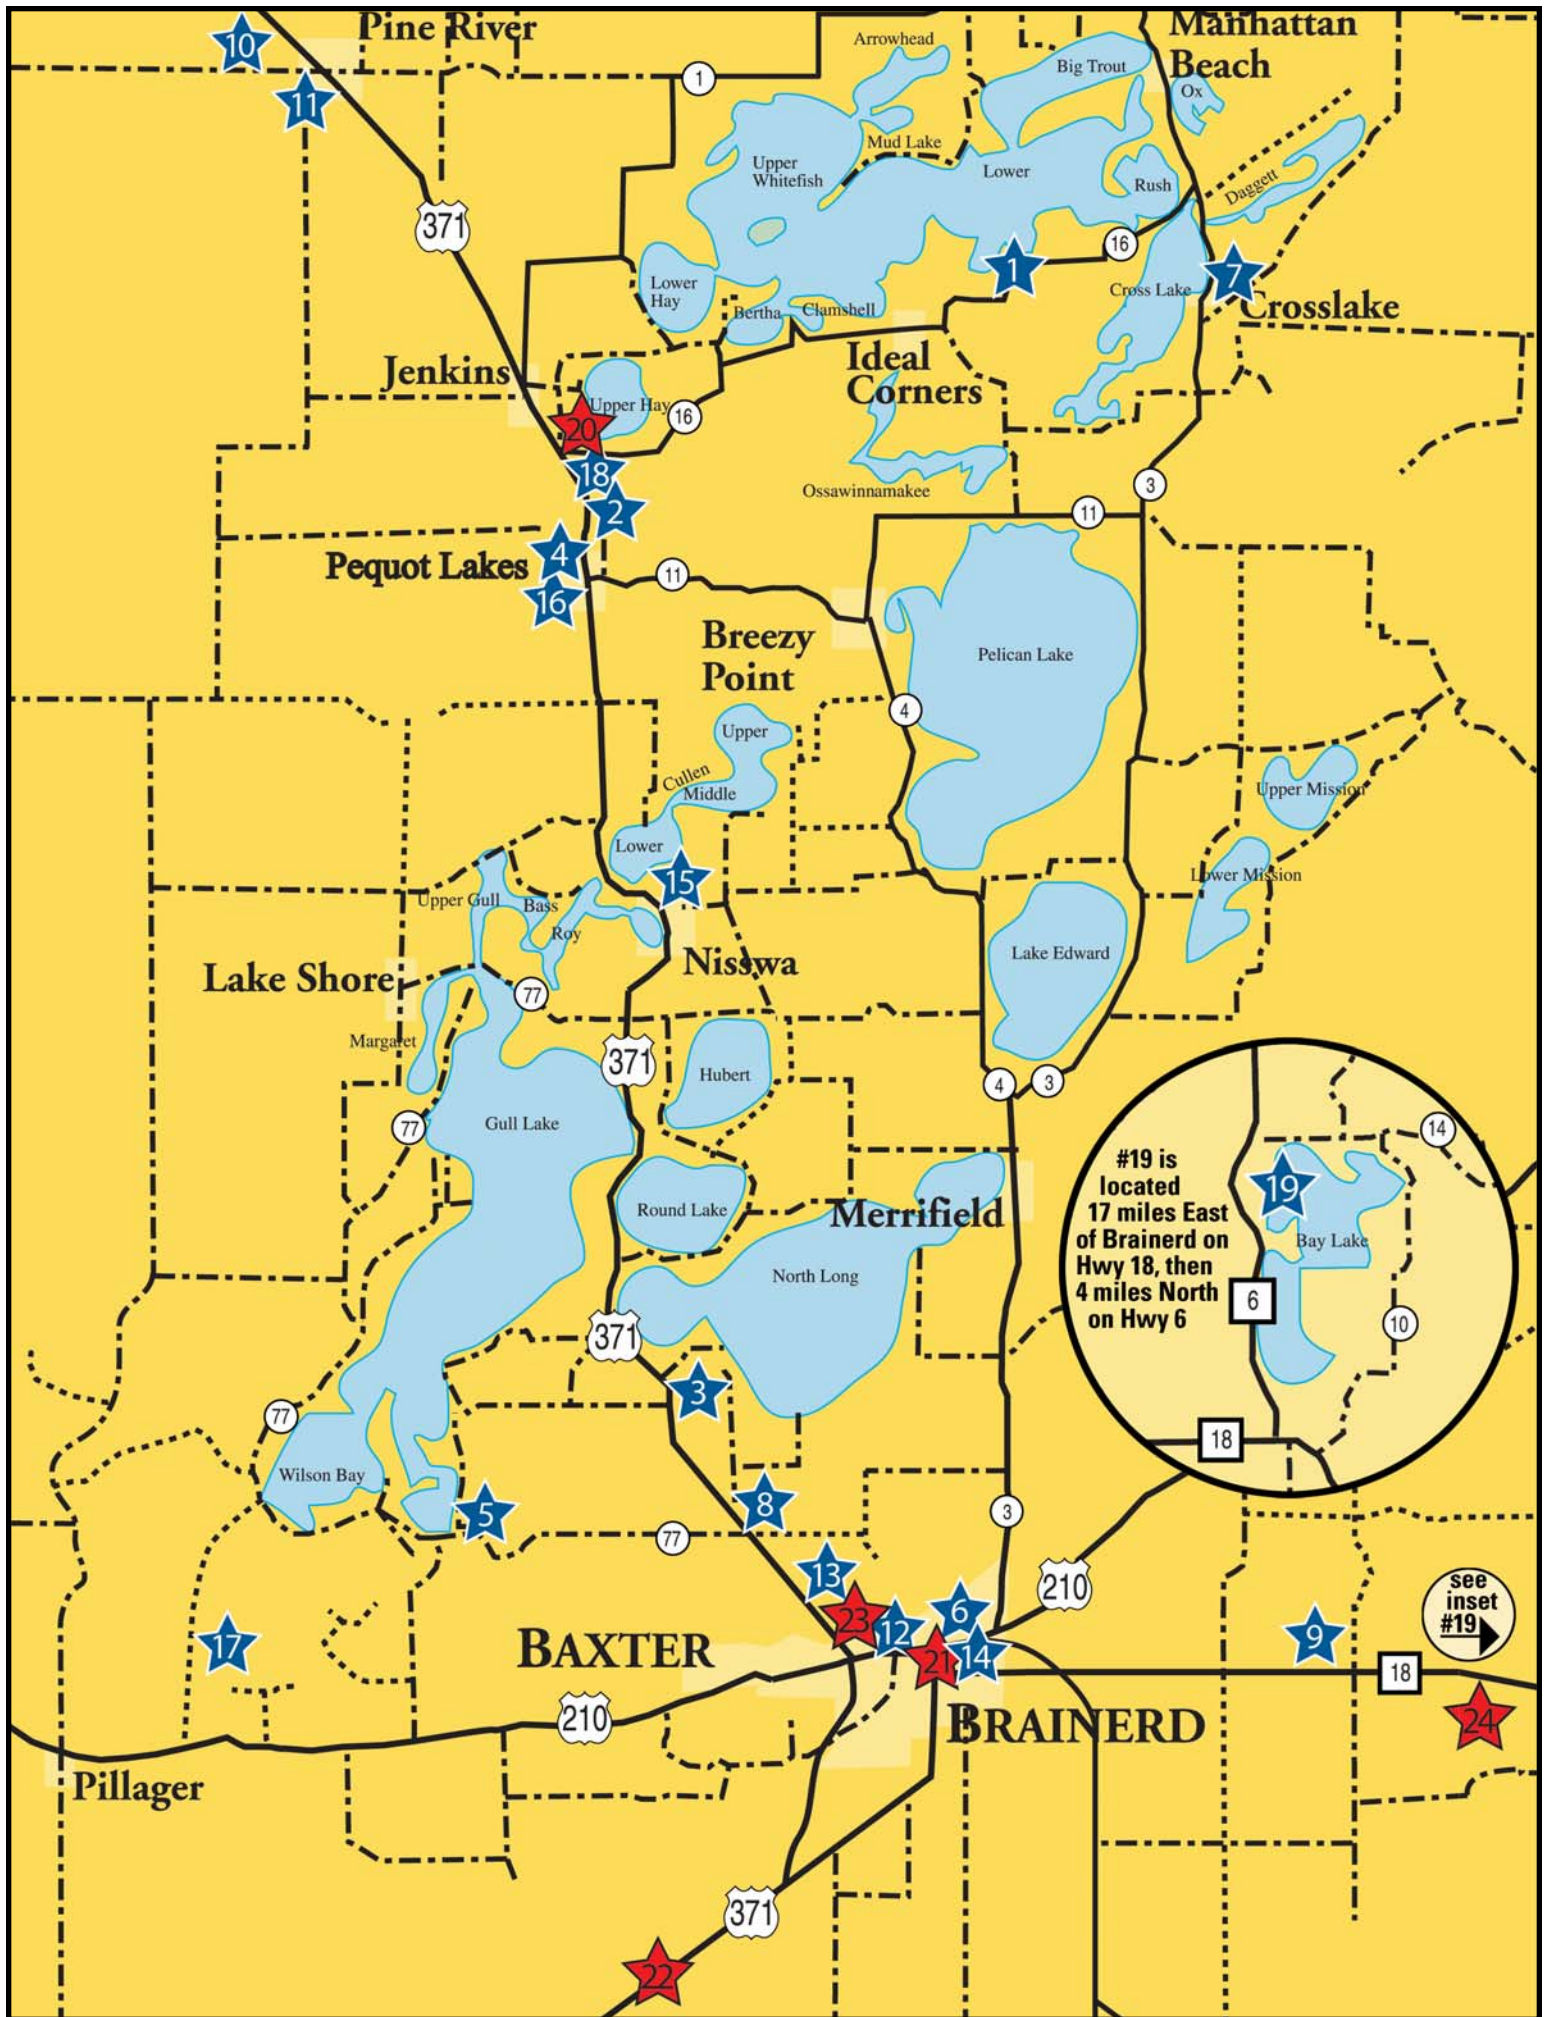 Pine River
Manhattan
Beach
10
11
1
Arrowhead
Big Trout
Ox
Mud Lake
Upper
Whitefish
Lower
Rush
Daggett
371
16
1
7
Lower
Hay
Cross Lake
Bertha
Clamshell
Crosslake
Jenkins
Ideal
Corners
Upper Hay
16
20
18
2
Ossawinnamakee
3
11
4
Pequot Lakes
16
11
Breezy
Point
Pelican Lake
4
Upper
Cullen
Middle
Upper Mission
Lower
15
Lower Mission
Upper Gull
Bass
Roy
Lake Edward
Nisswa
Lake Shore
77
Margaret
371
Hubert
4
3
77
Gull Lake
14
#19 is
located
17 miles East
of Brainerd on
Hwy 18, then
4 miles North
on Hwy 6
19
Bay Lake
6
10
18
Round Lake
Merrifield
North Long
371
3
77
Wilson Bay
5
8
3
77
13
210
see
inset
#19
23
12
6
9
17
BAXTER
21
14
18
210
BRAINERD
24
Pillager
371
22